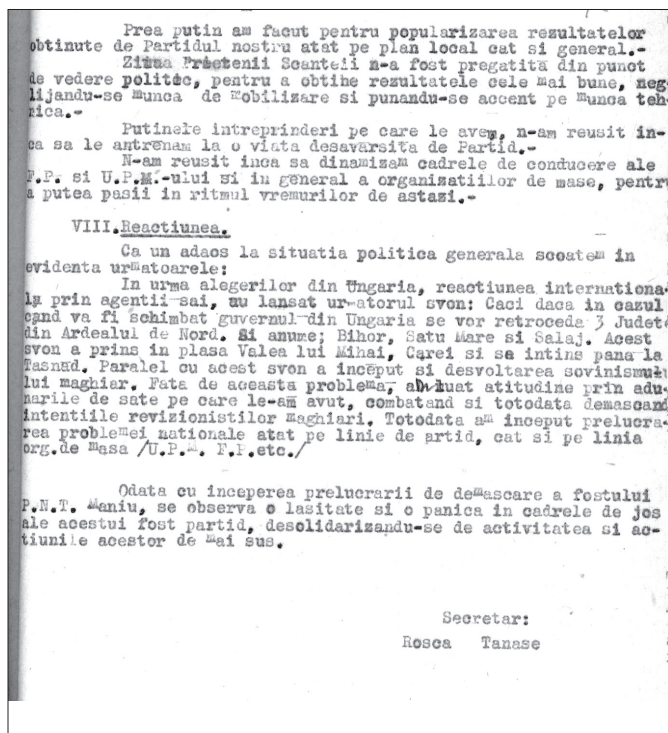 Prea putin am facut pentru popularizarea rezultatelor
obtinute de Partidul nostru atat pe plan local cat si general.-
Ziua Prietenii Scanteii n-a fost pregatita din punct
de vedere politic, pentru a obtine rezultatele cele mai bune, neg
lijandu-se munca de mobilizare si punandu-se accent pe munca teh
nica.-
Putinele intreprinderi pe care le avem, n-am reusit in-
ca sa le antrenam la o viata desavarsita de Partid.-
N-am reusit inca sa dinamizam cadrele de conducere ale
F.P. si U.P.M.-ului si in general a organizatiilor de mase, pentru
a putea pasii in ritmul vremurilor de astazi.-
VIII. Reactiunea.
Ca un adaos la situatia politica generala scoatem in
evidenta urmatoarele:
In urma alegerilor din Ungaria, reactiunea internationa-
la prin agentii sai, au lansat urmatorul svon: Caci daca in cazul
cand va fi schimbat guvernul din Ungaria se vor retroceda 3 Judet
din Ardealul de Nord. Si anume; Bihor, Satu Mare si Salaj. Acest
svon a prins in plasa Valea lui Mihai, Carei si se intins pana la
Tasnad. Paralel cu acest svon a inceput si desvoltarea sovinismulu
lui maghiar. Fata de aceasta problema, am luat atitudine prin adu
narile de sate pe care le-am avut, combatand si totodata demascand
intentiile revizionistilor maghiari. Totodata am inceput prelucra-
rea problemei nationale atat pe linie de artid, cat si pe linia
org.de masa /U.P.M. F.P.etc./
Odata cu inceperea prelucrarii de demascare a fostului
P.N.T. Maniu, se observa o lasitate si o panica in cadrele de jos
ale acestui fost partid, desolidarizandu-se de activitatea si ac-
tiunile acestor de mai sus.
Secretar:
Rosca Tanase